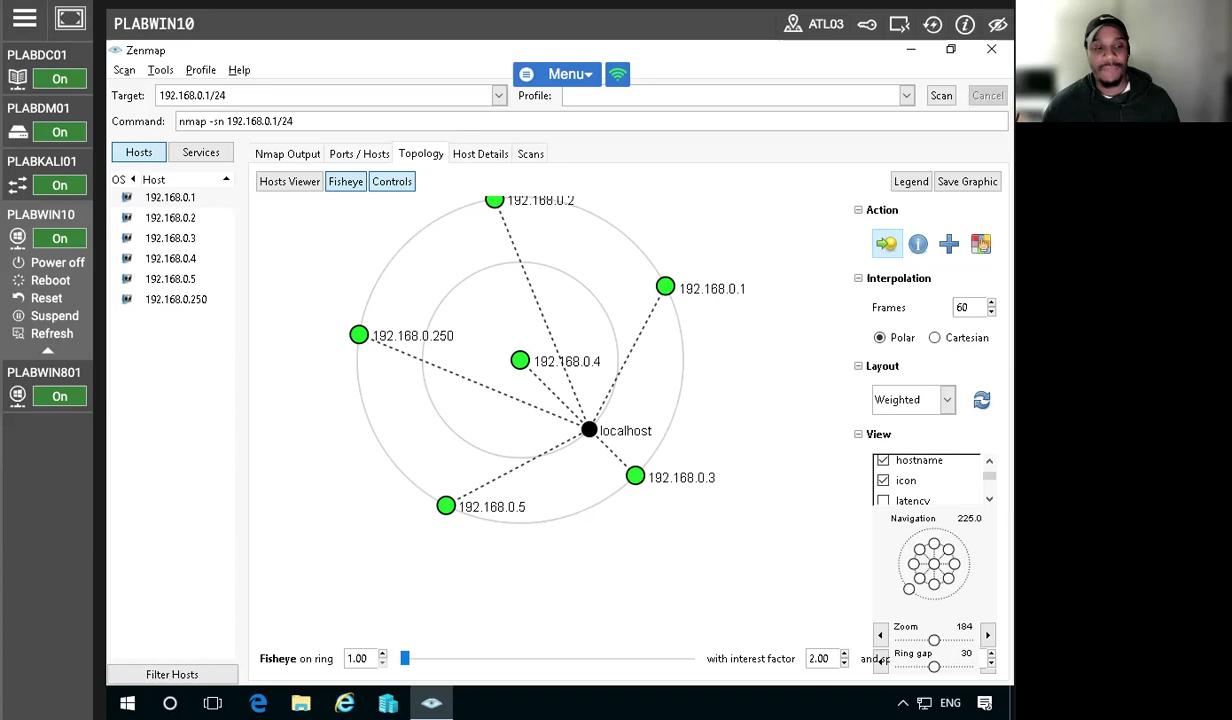 PLABWIN10
ATL03
PLABDC01
On
PLABDM01
On
PLABKALI01
On
PLABWIN10
On
Power off
Reboot
Reset
Suspend
Refresh
PLABWIN801
On
Zenmap
Scan Tools Profile Help
Menu
Target: 192.168.0.1/24 Profile: Scan Cancel
Command: nmap -sn 192.168.0.1/24
Hosts Services
Nmap Output Ports / Hosts Topology Host Details Scans
OS Host
192.168.0.1
192.168.0.2
192.168.0.3
192.168.0.4
192.168.0.5
192.168.0.250
Filter Hosts
Hosts Viewer Fisheye Controls Legend Save Graphic
192.168.0.2
192.168.0.1
192.168.0.250
192.168.0.4
localhost
192.168.0.3
192.168.0.5
Action
Interpolation
Frames 60
Polar Cartesian
Layout
Weighted
View
hostname
icon
latency
Navigation 225.0
Zoom 184
Ring gap 30
Fisheye on ring 1.00 with interest factor 2.00 and sp
ENG